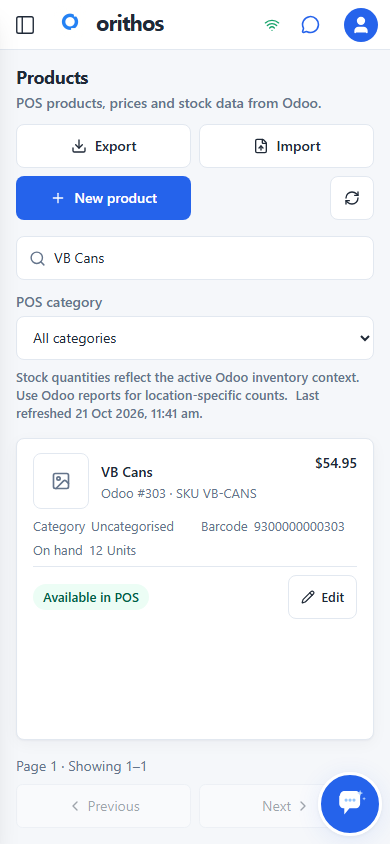 orithos
Products
POS products, prices and stock data from Odoo.
Export
Import
New product
VB Cans
POS category
All categories
Stock quantities reflect the active Odoo inventory context.
Use Odoo reports for location-specific counts. Last
refreshed 21 Oct 2026, 11:41 am.
VB Cans
$54.95
Odoo #303 · SKU VB-CANS
Category Uncategorised Barcode 9300000000303
On hand 12 Units
Available in POS
Edit
Page 1 · Showing 1–1
Previous
Next